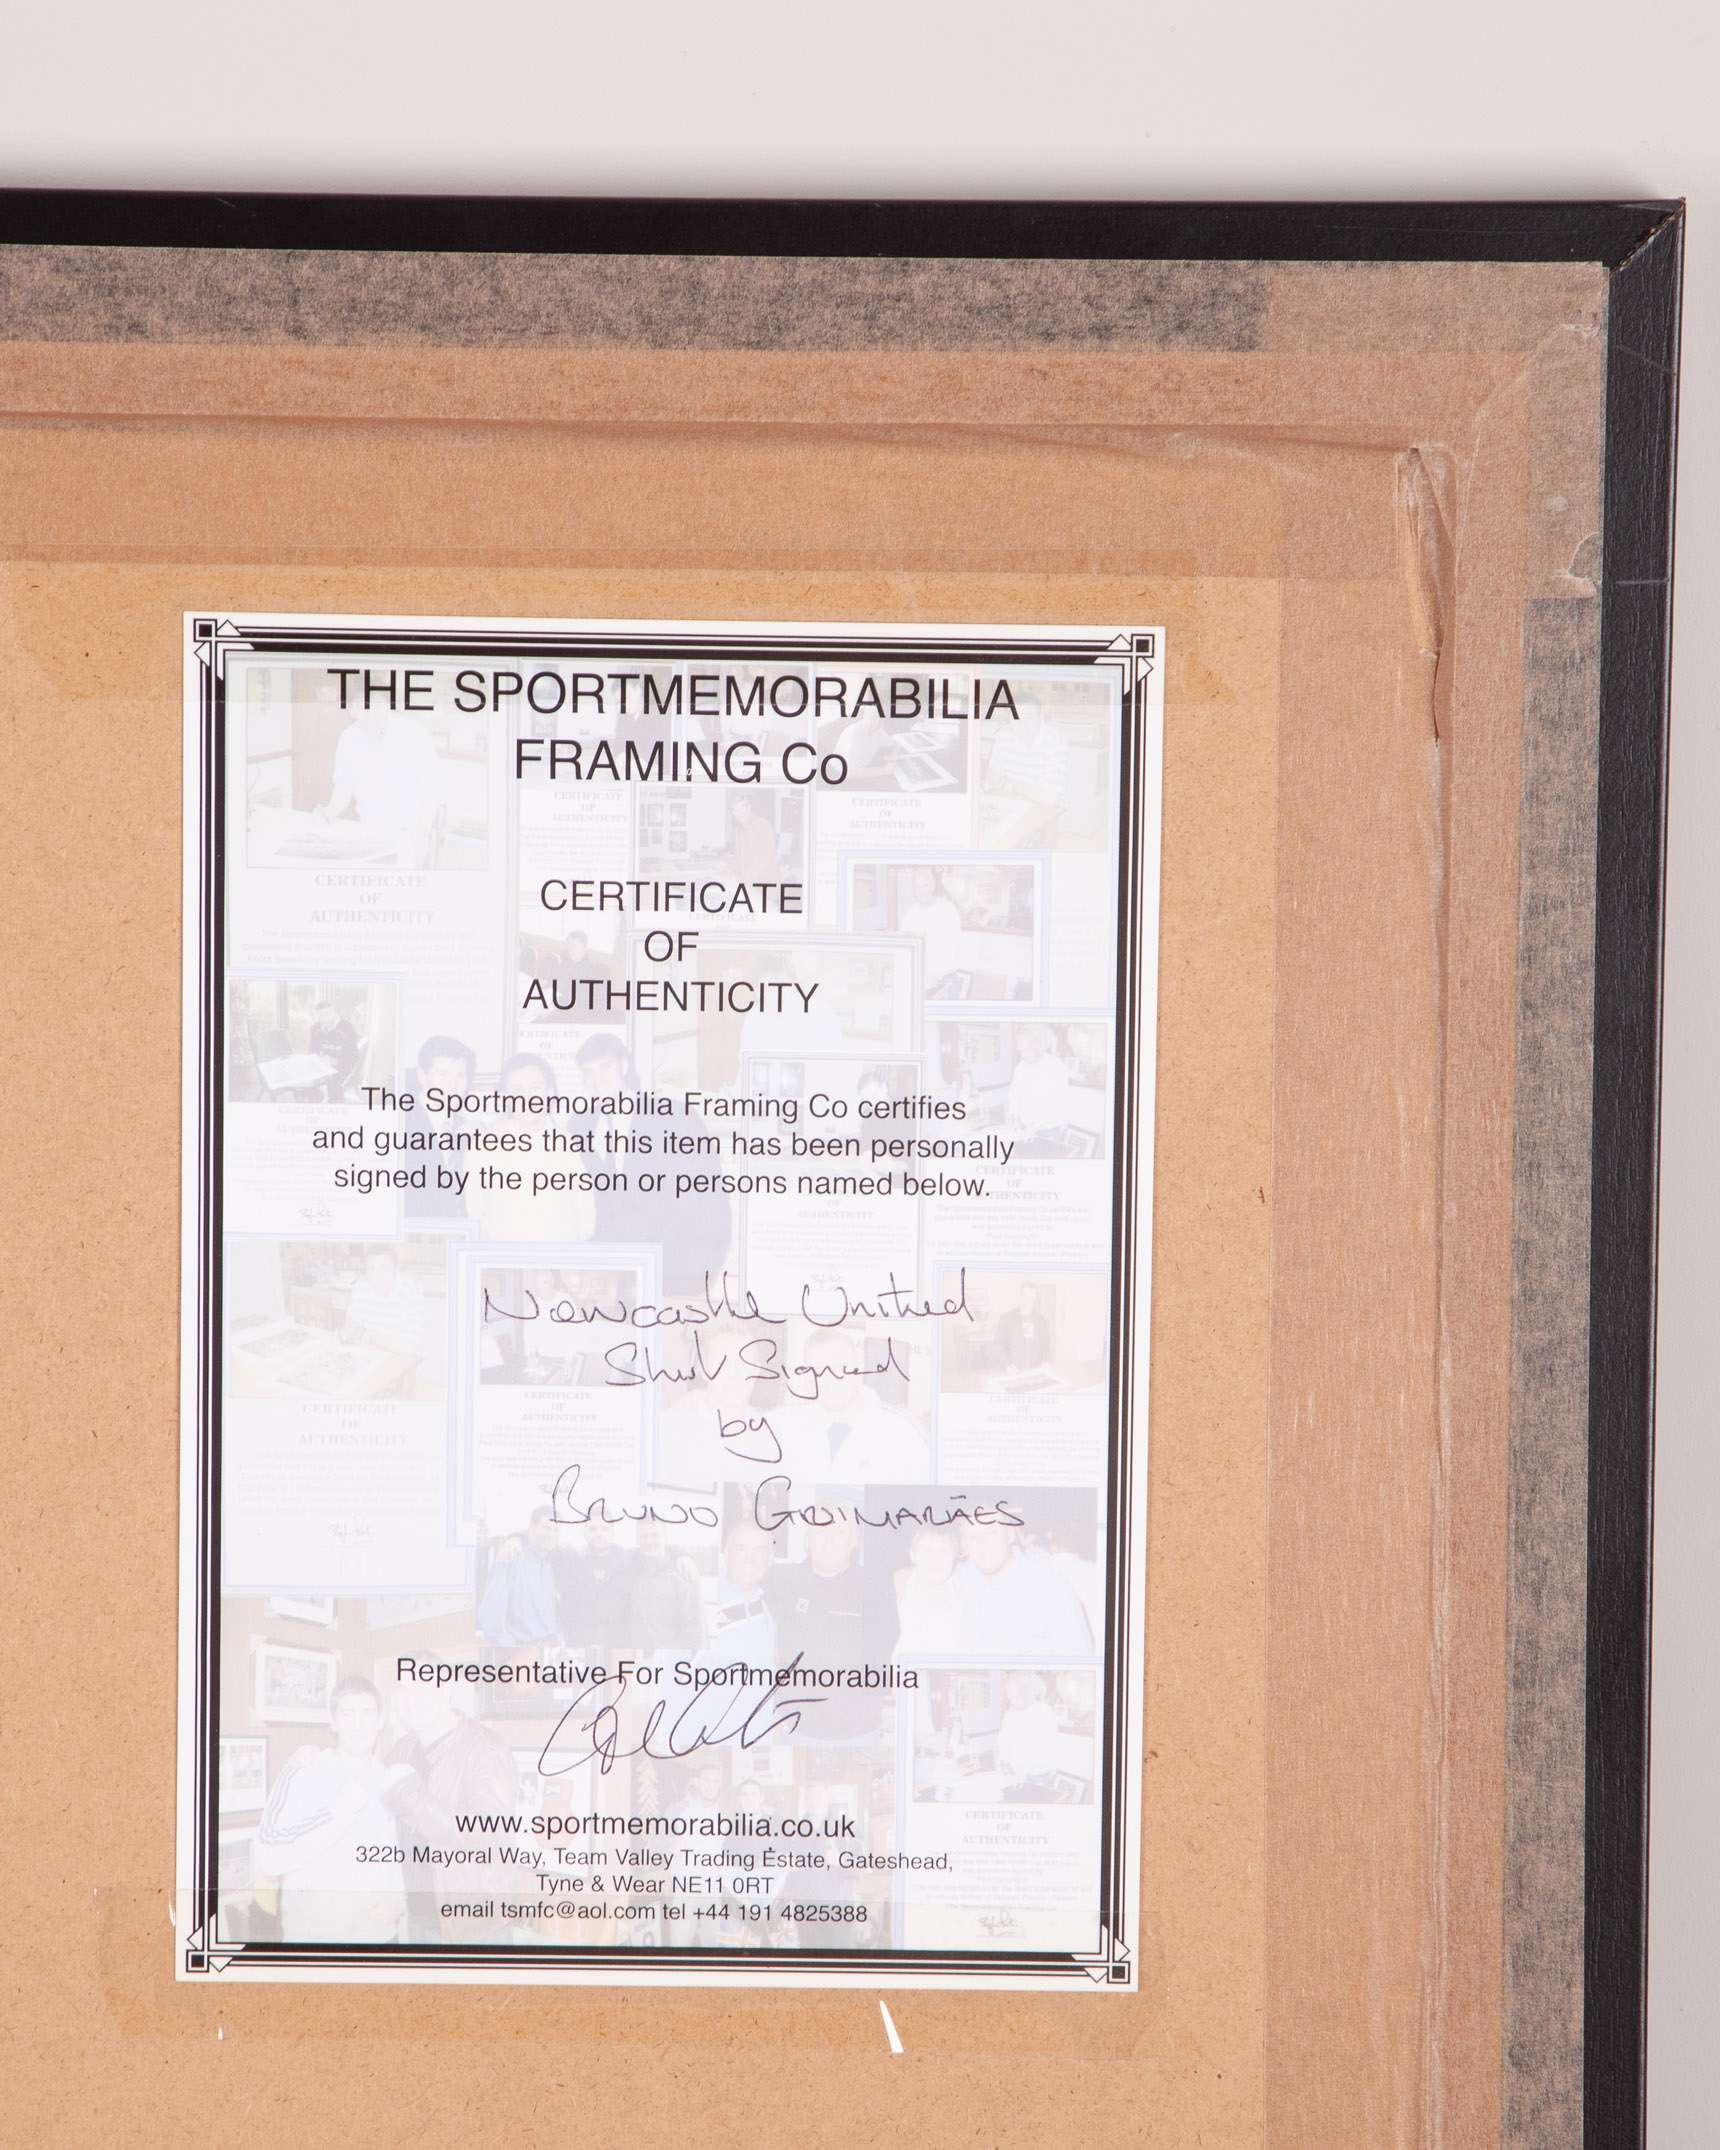 THE SPORTMEMORABILIA
FRAMING Co
CERTIFICATE
OF
AUTHENTICITY
The Sportmemorabilia Framing Co certifies
and guarantees that this item has been personally
signed by the person or persons named below.
Newcastle United
Shirt Signed
by
BRUNO GUIMARÃES
Representative For Sportmemorabilia
www.sportmemorabilia.co.uk
322b Mayoral Way, Team Valley Trading Estate, Gateshead,
Tyne & Wear NE11 0RT
email tsmfc@aol.com tel +44 191 4825388